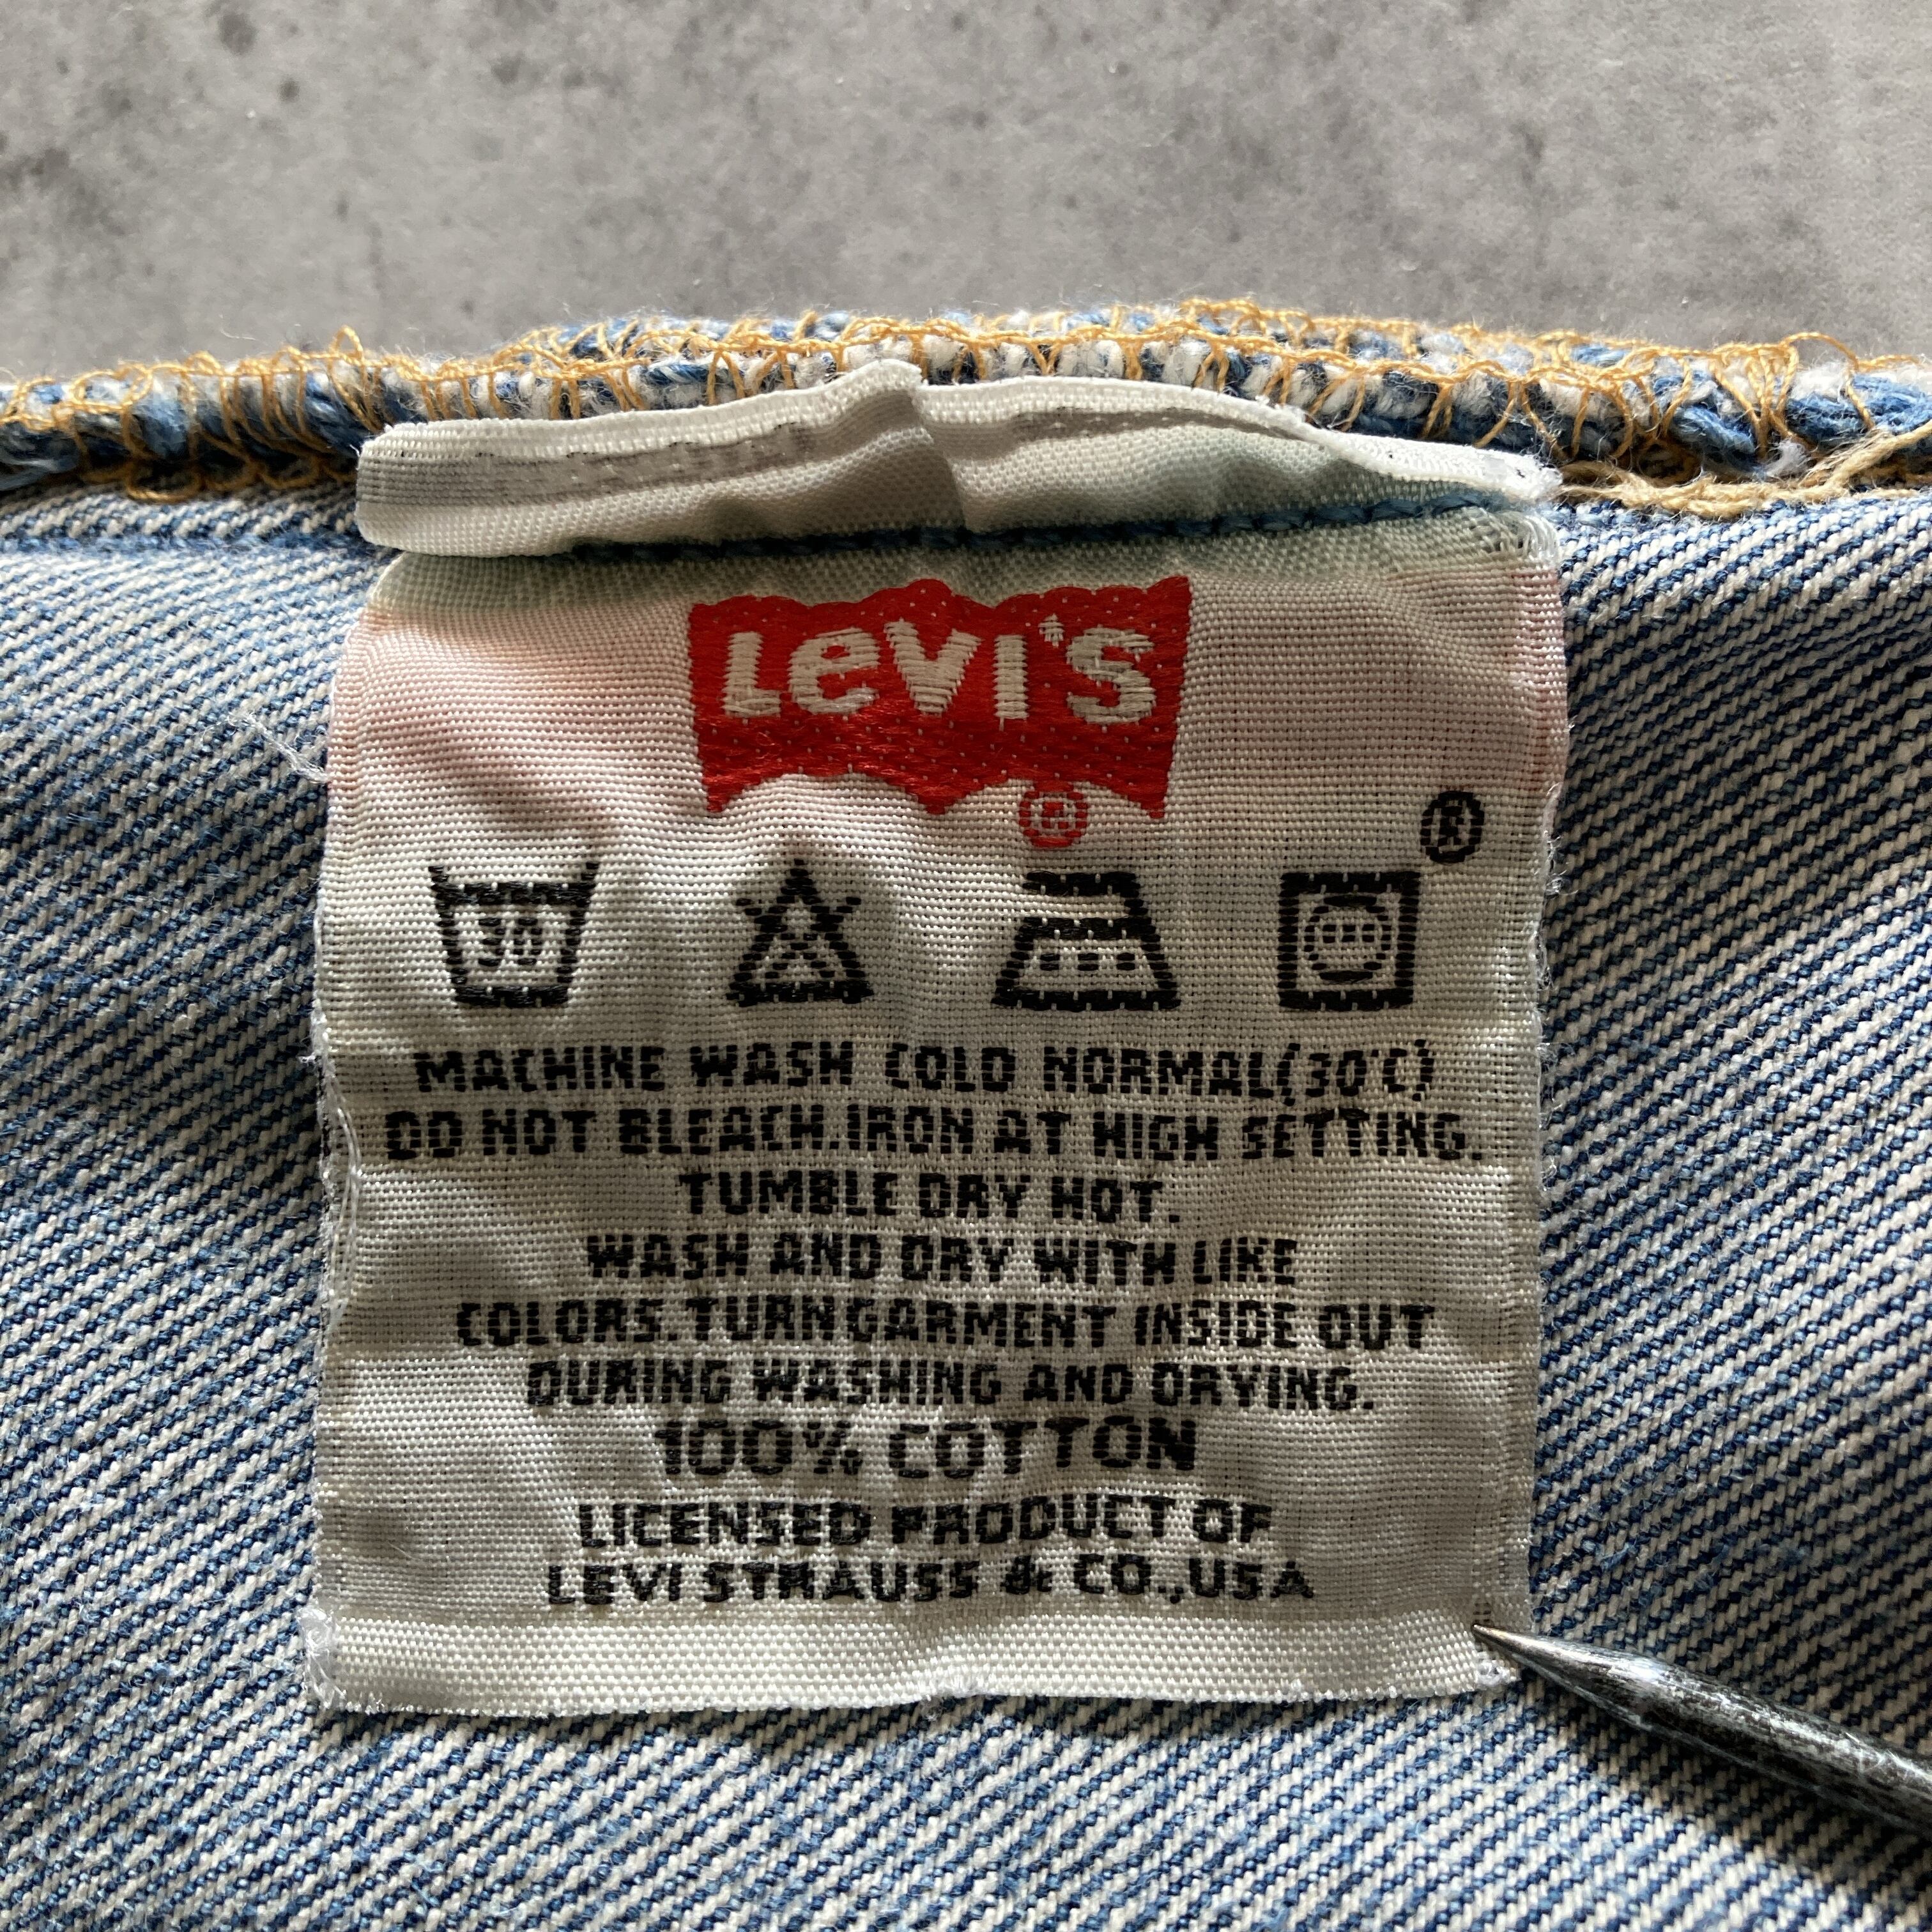 Levi's
®
®
30
MACHINE WASH COLD NORMAL(30°C)
DO NOT BLEACH.IRON AT HIGH SETTING.
TUMBLE DRY HOT.
WASH AND DRY WITH LIKE
COLORS.TURN GARMENT INSIDE OUT
DURING WASHING AND DRYING.
100% COTTON
LICENSED PRODUCT OF
LEVI STRAUSS & CO.,USA